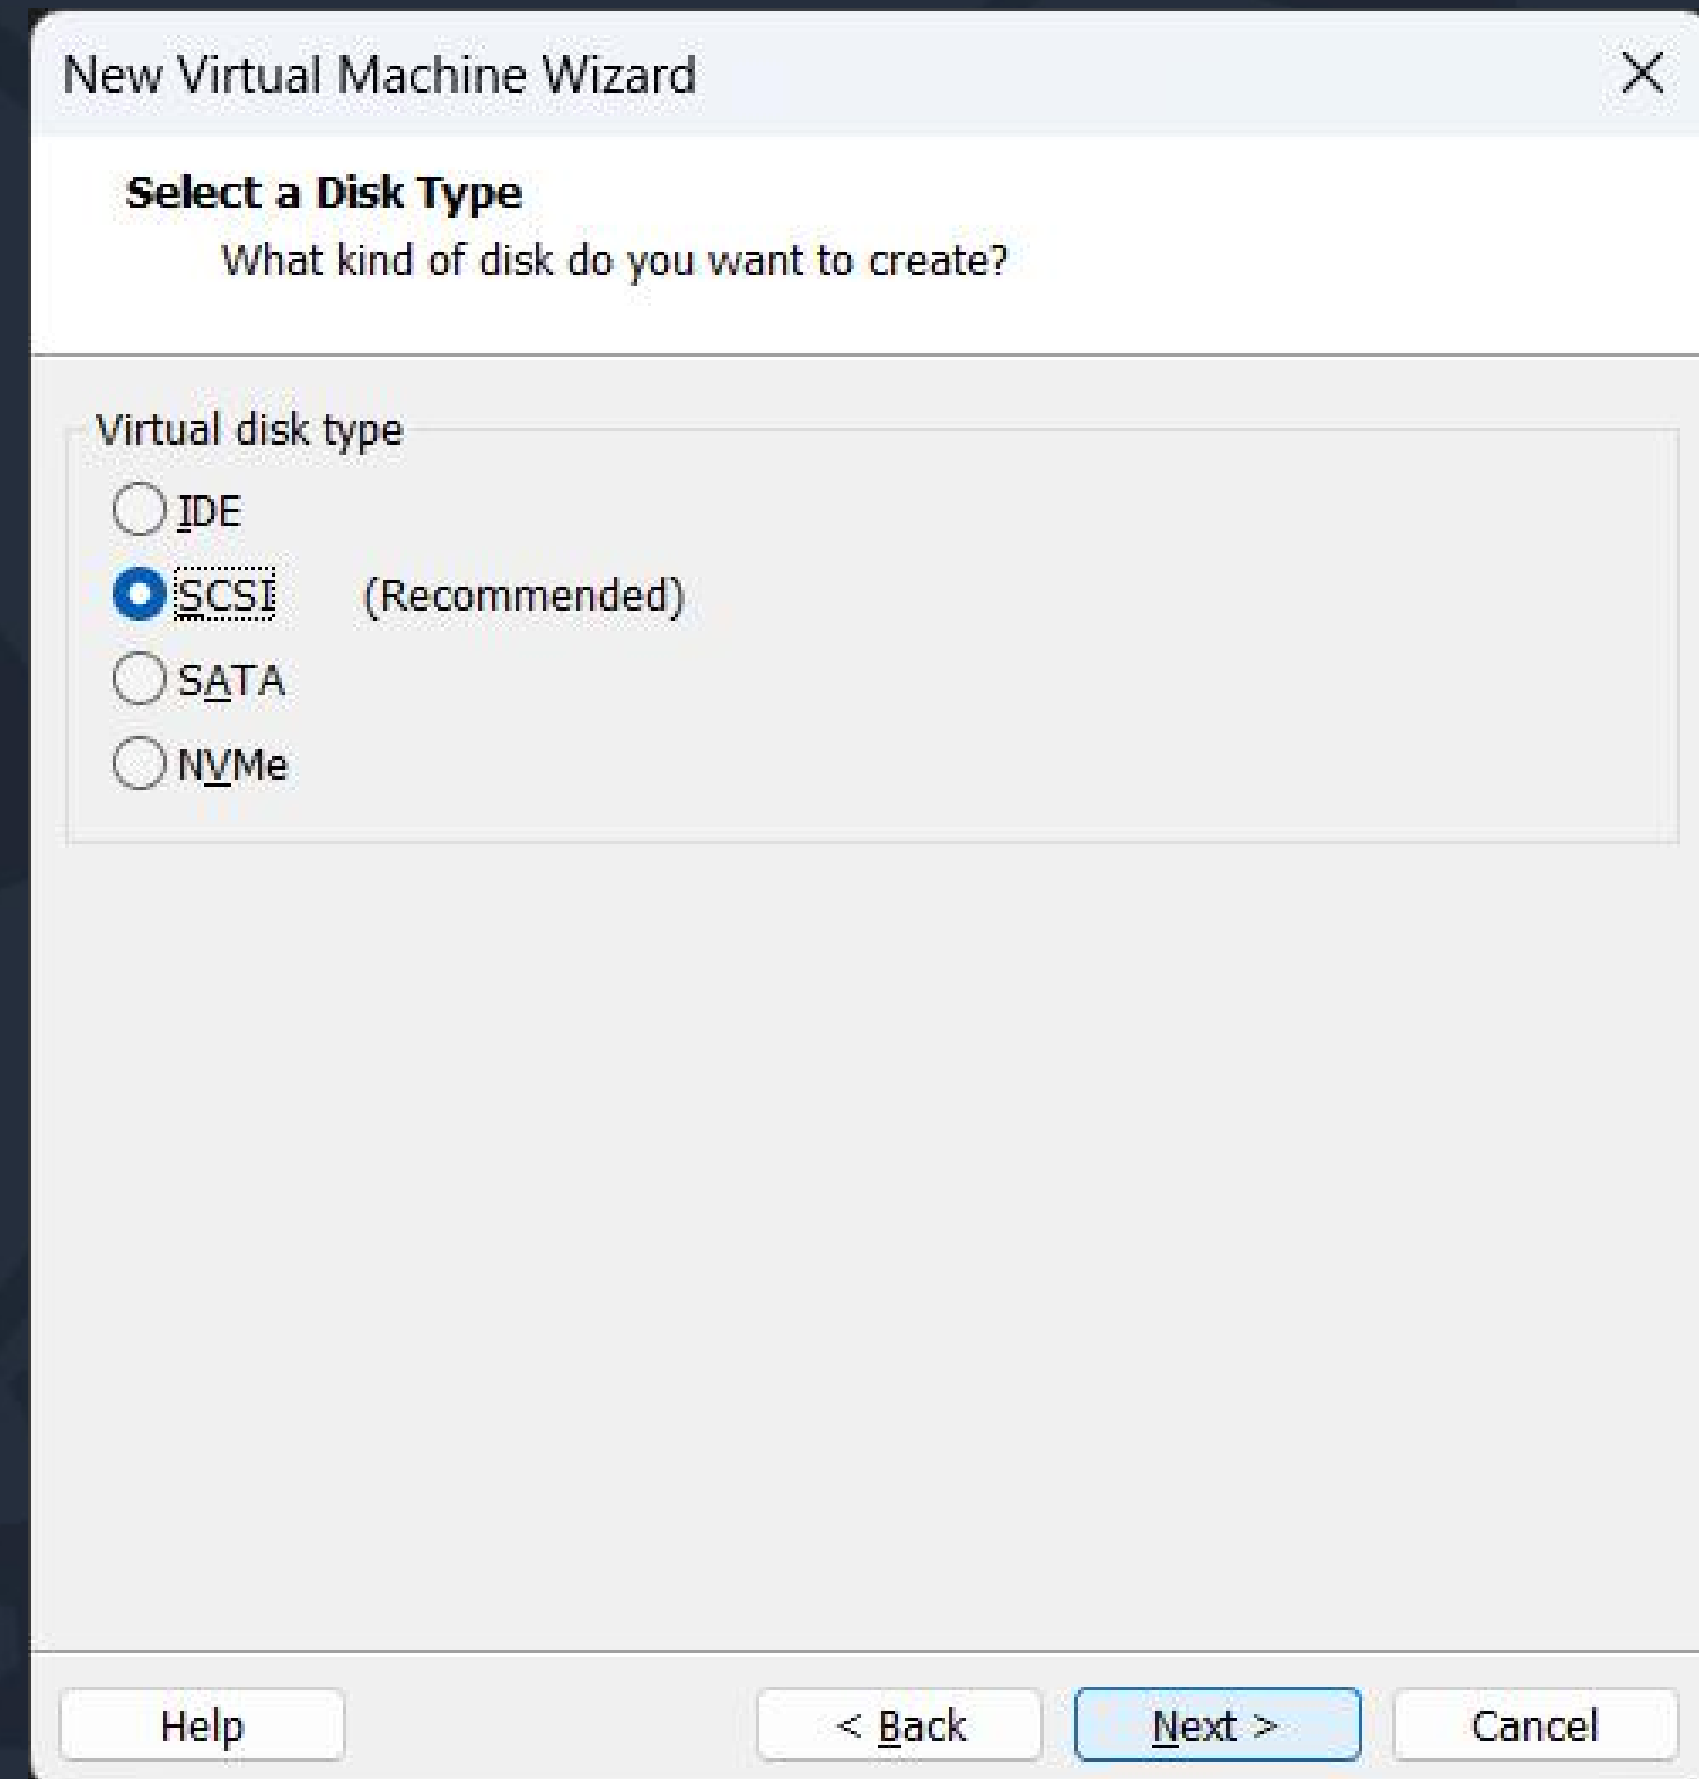 New Virtual Machine Wizard
Select a Disk Type
What kind of disk do you want to create?
Virtual disk type
IDE
SCSI (Recommended)
SATA
NVMe
Help < Back Next > Cancel